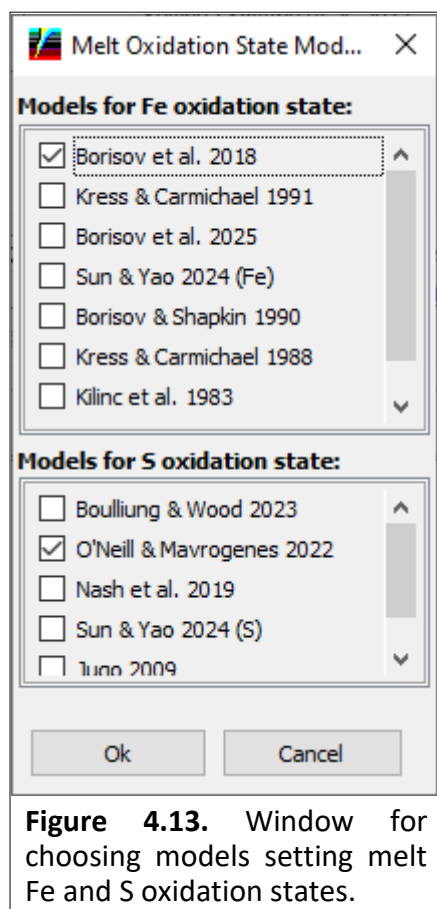 Melt Oxidation State Mod...
Models for Fe oxidation state:
Borisov et al. 2018
Kress & Carmichael 1991
Borisov et al. 2025
Sun & Yao 2024 (Fe)
Borisov & Shapkin 1990
Kress & Carmichael 1988
Kilinc et al. 1983
Models for S oxidation state:
Boulliung & Wood 2023
O'Neill & Mavrogenes 2022
Nash et al. 2019
Sun & Yao 2024 (S)
Jugo 2009
Ok Cancel
Figure 4.13. Window for
choosing models setting melt
Fe and S oxidation states.